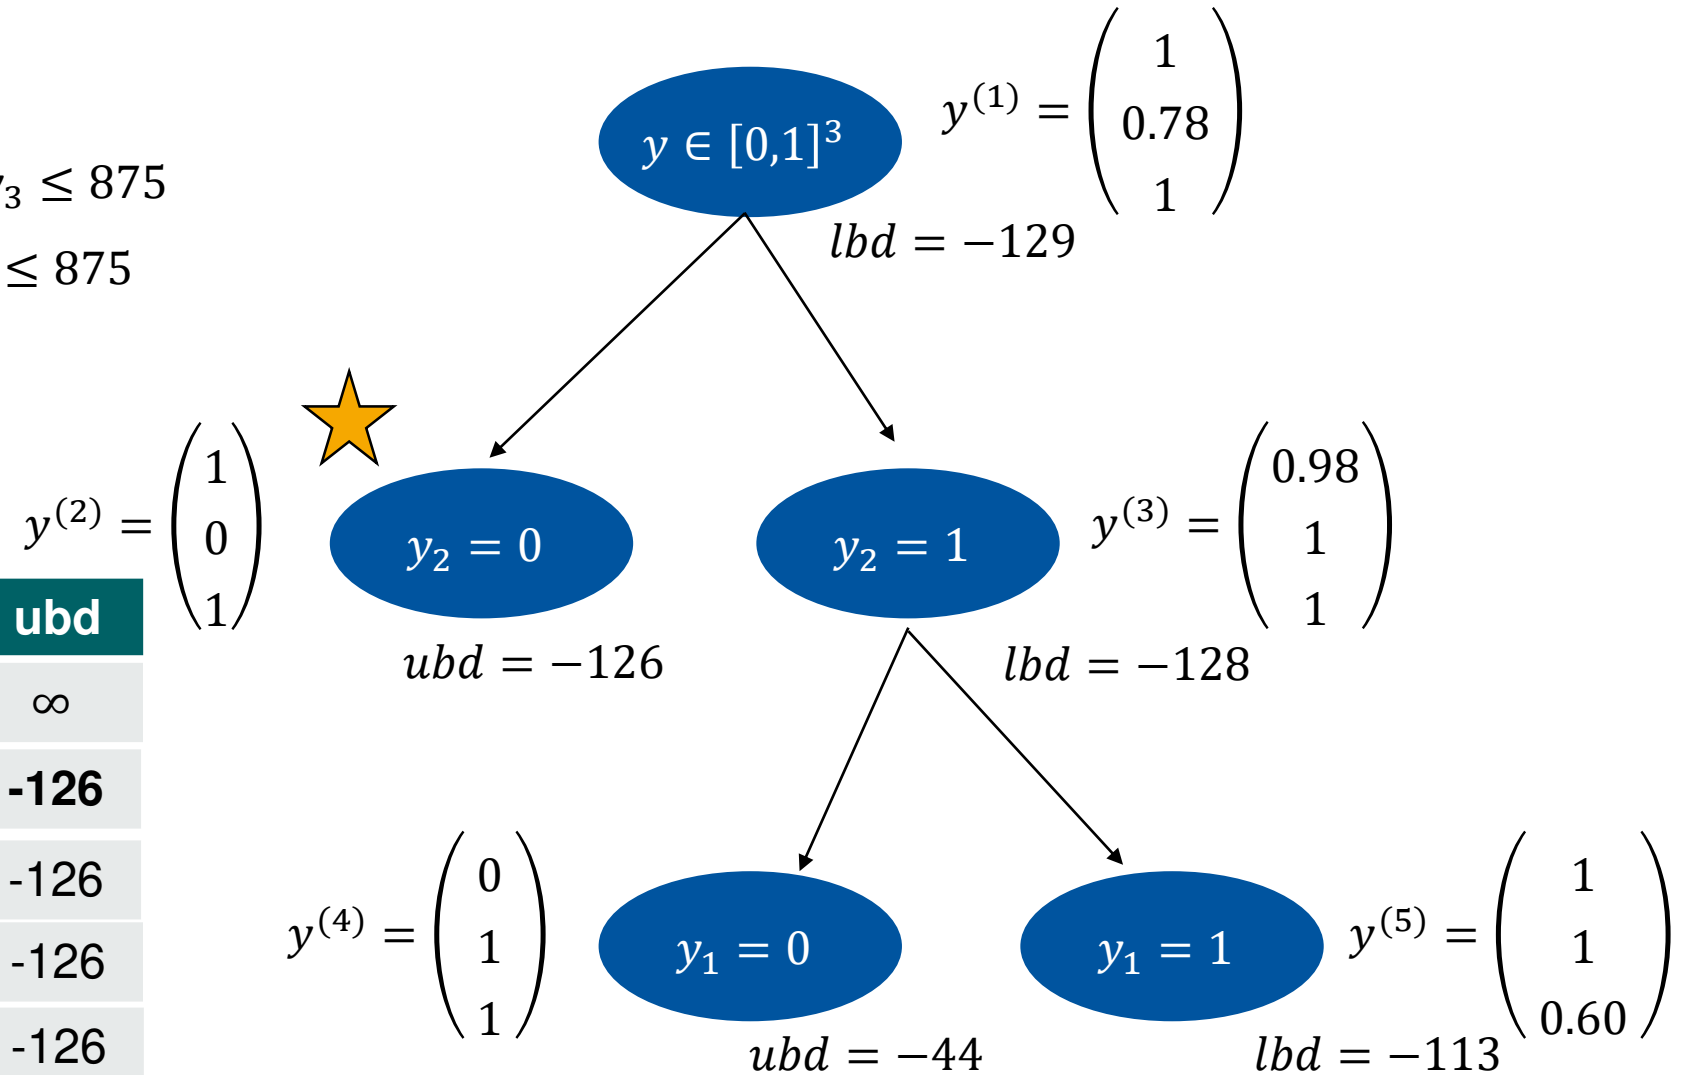 y ∈ [0,1]³
y⁽¹⁾ = (1 0.78 1)
lbd = −129
₃ ≤ 875
≤ 875
y⁽²⁾ = (1 0 1)
y₂ = 0
ubd = −126
y₂ = 1
y⁽³⁾ = (0.98 1 1)
lbd = −128
ubd
∞
-126
-126
-126
-126
y⁽⁴⁾ = (0 1 1)
y₁ = 0
ubd = −44
y₁ = 1
y⁽⁵⁾ = (1 1 0.60)
lbd = −113